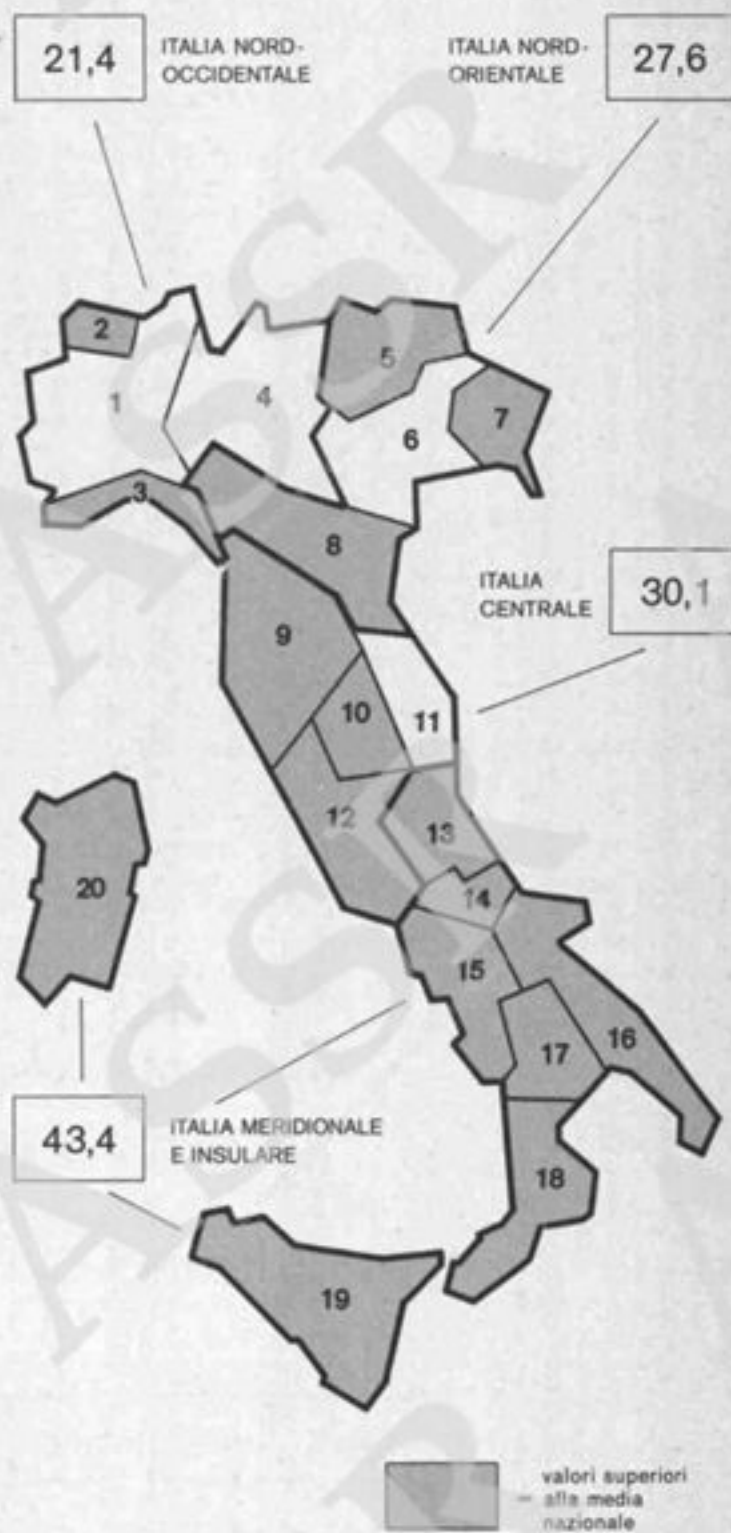 21,4
ITALIA NORD-
OCCIDENTALE
ITALIA NORD-
ORIENTALE
27,6
2
1
4
5
6
7
3
8
ITALIA
CENTRALE
30,1
9
10
11
12
13
20
14
15
16
17
43,4
ITALIA MERIDIONALE
E INSULARE
18
19
valori superiori
alla media
nazionale
ASSR
ASSR